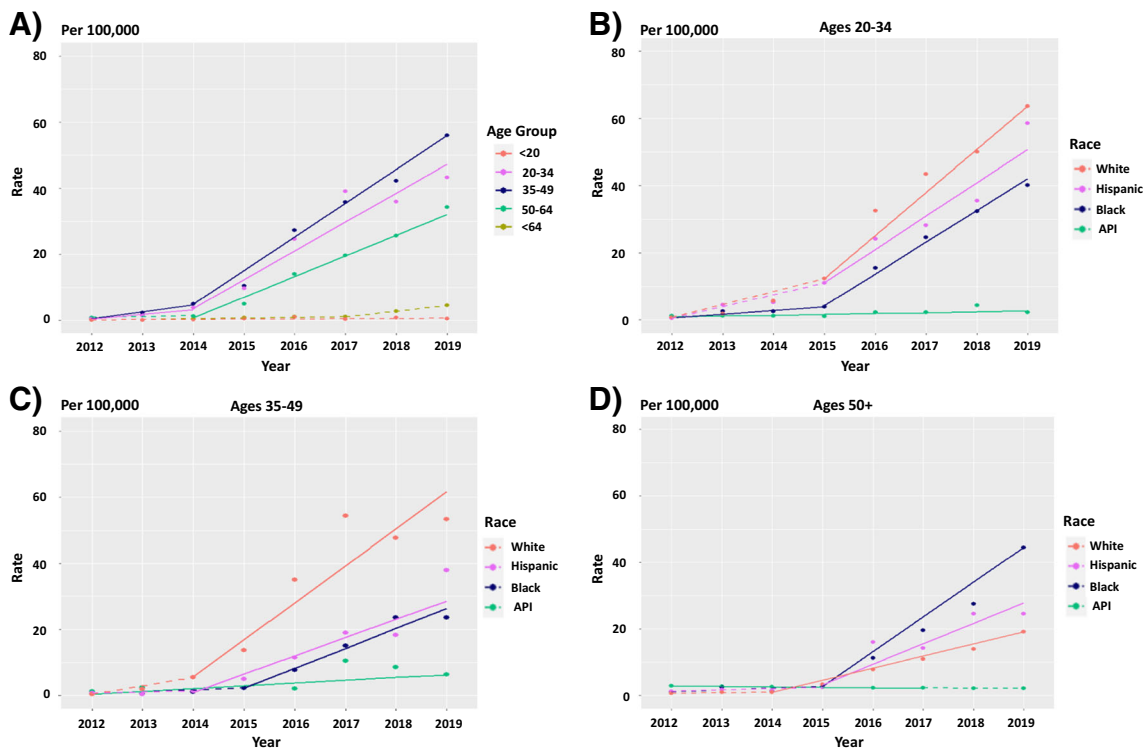 A)
Per 100,000
80
60
40
20
0
Rate
2012 2013 2014 2015 2016 2017 2018 2019
Year
Age Group
<20
20-34
35-49
50-64
<64
B)
Per 100,000
Ages 20-34
80
60
40
20
0
Rate
2012 2013 2014 2015 2016 2017 2018 2019
Year
Race
White
Hispanic
Black
API
C)
Per 100,000
Ages 35-49
80
60
40
20
0
Rate
2012 2013 2014 2015 2016 2017 2018 2019
Year
Race
White
Hispanic
Black
API
D)
Per 100,000
Ages 50+
80
60
40
20
0
Rate
2012 2013 2014 2015 2016 2017 2018 2019
Year
Race
White
Hispanic
Black
API